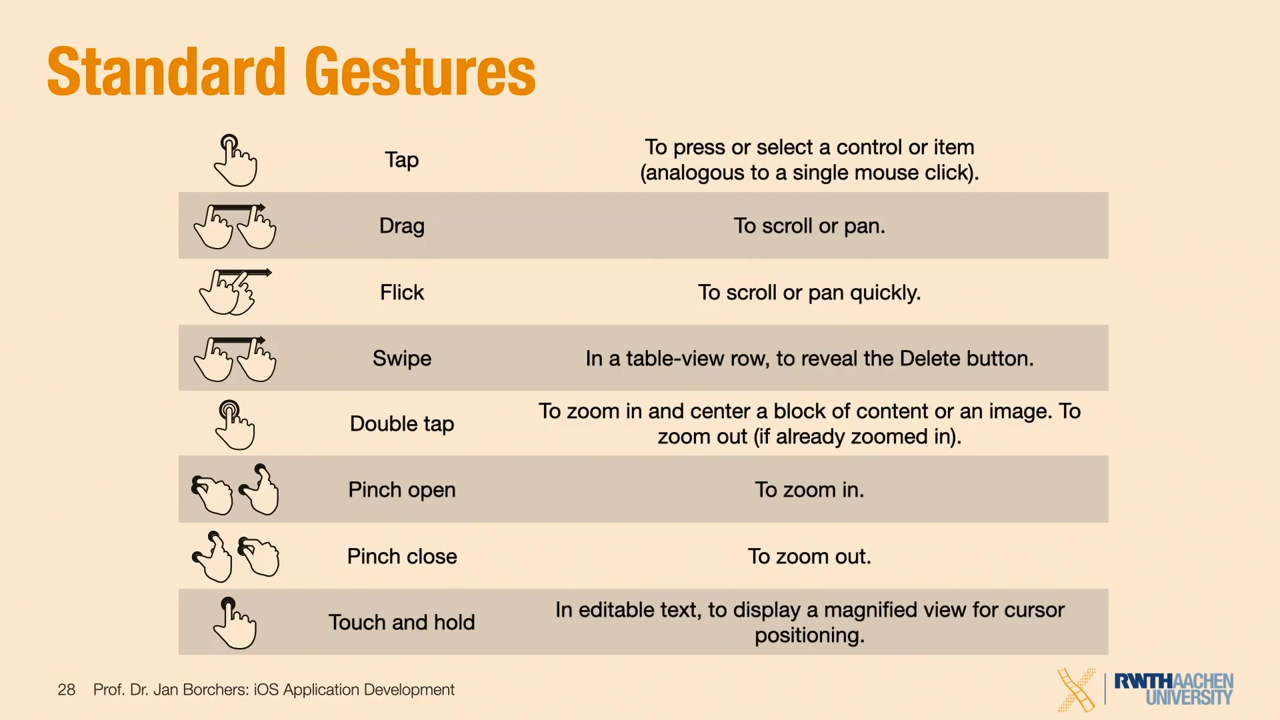 Standard Gestures
Tap
To press or select a control or item
(analogous to a single mouse click).
Drag
To scroll or pan.
Flick
To scroll or pan quickly.
Swipe
In a table-view row, to reveal the Delete button.
Double tap
To zoom in and center a block of content or an image. To
zoom out (if already zoomed in).
Pinch open
To zoom in.
Pinch close
To zoom out.
Touch and hold
In editable text, to display a magnified view for cursor
positioning.
28 Prof. Dr. Jan Borchers: iOS Application Development
RWTHAACHEN
UNIVERSITY